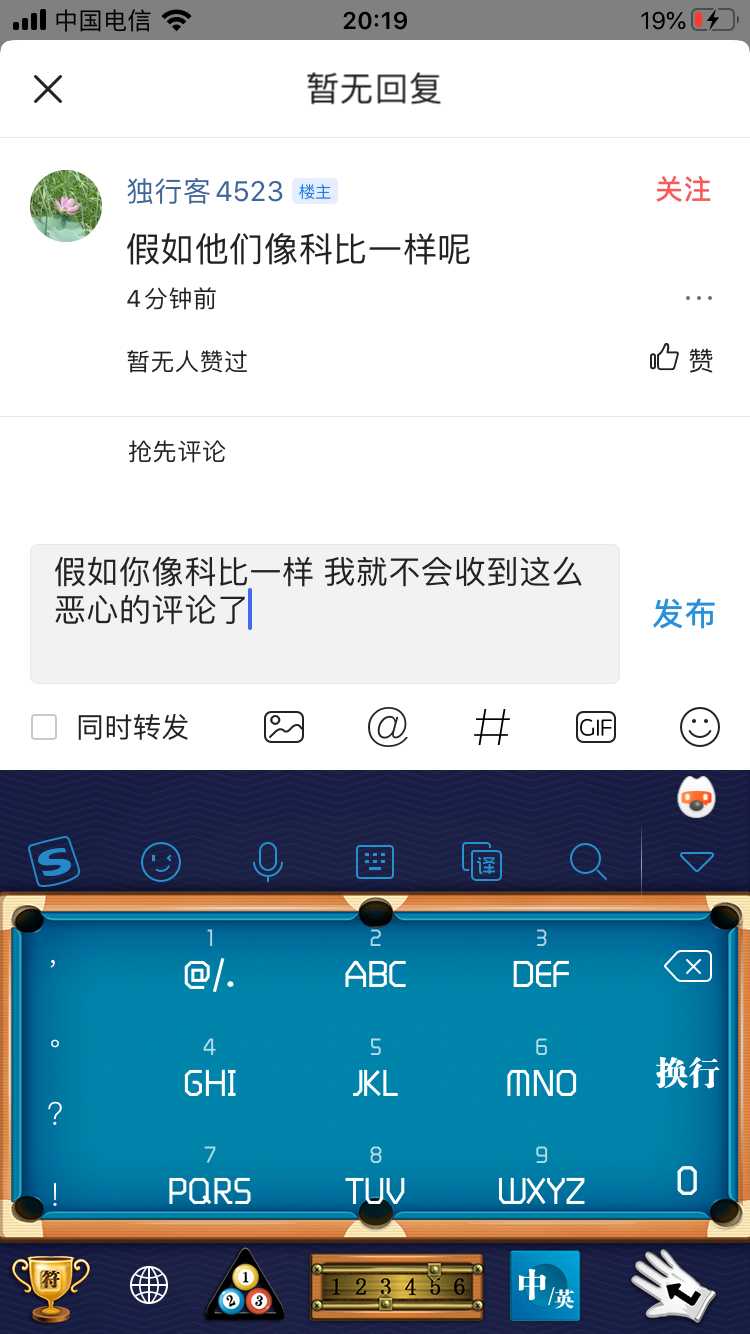 中国电信 20:19 19%
暂无回复
独行客4523 楼主 关注
假如他们像科比一样呢
4分钟前
暂无人赞过 赞
抢先评论
假如你像科比一样 我就不会收到这么
恶心的评论了
发布
同时转发 @ # GIF
S 译
, 1 2 3
@/. ABC DEF
。 4 5 6
GHI JKL MNO 换行
?
7 8 9
! PQRS TUV WXYZ 0
符 1 2 3 1 2 3 4 5 6 中/英